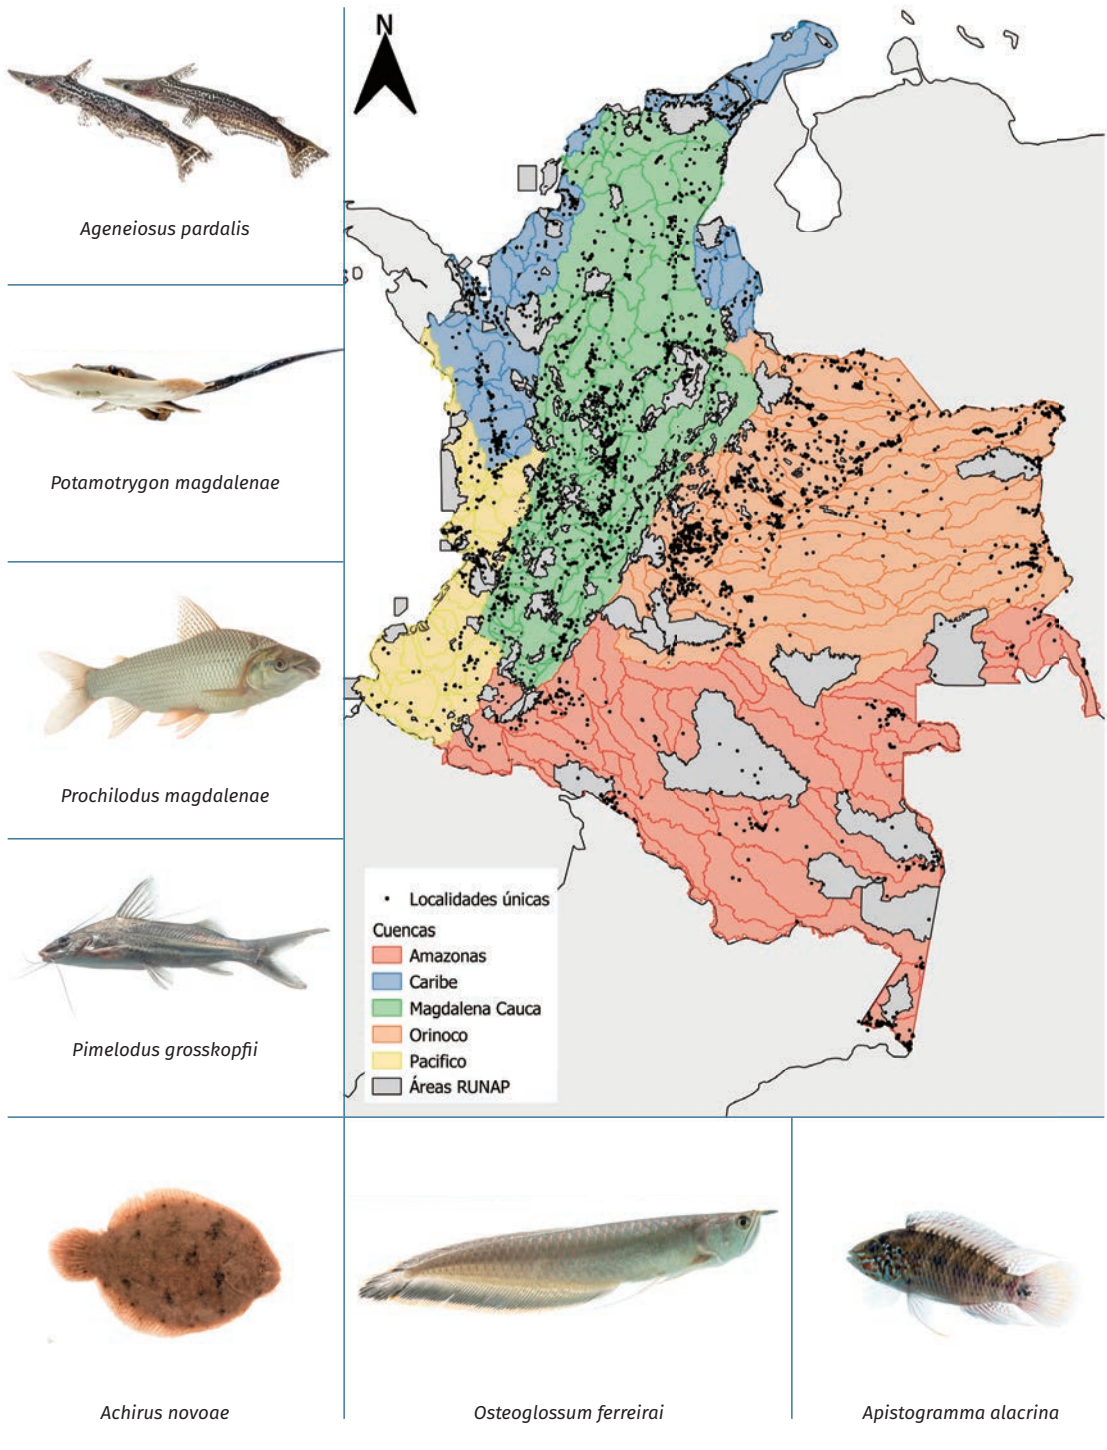 N
Ageneiosus pardalis
Potamotrygon magdalenae
Prochilodus magdalenae
Pimelodus grosskopfii
Localidades únicas
Cuencas
Amazonas
Caribe
Magdalena Cauca
Orinoco
Pacifico
Áreas RUNAP
Achirus novoae
Osteoglossum ferreirai
Apistogramma alacrina